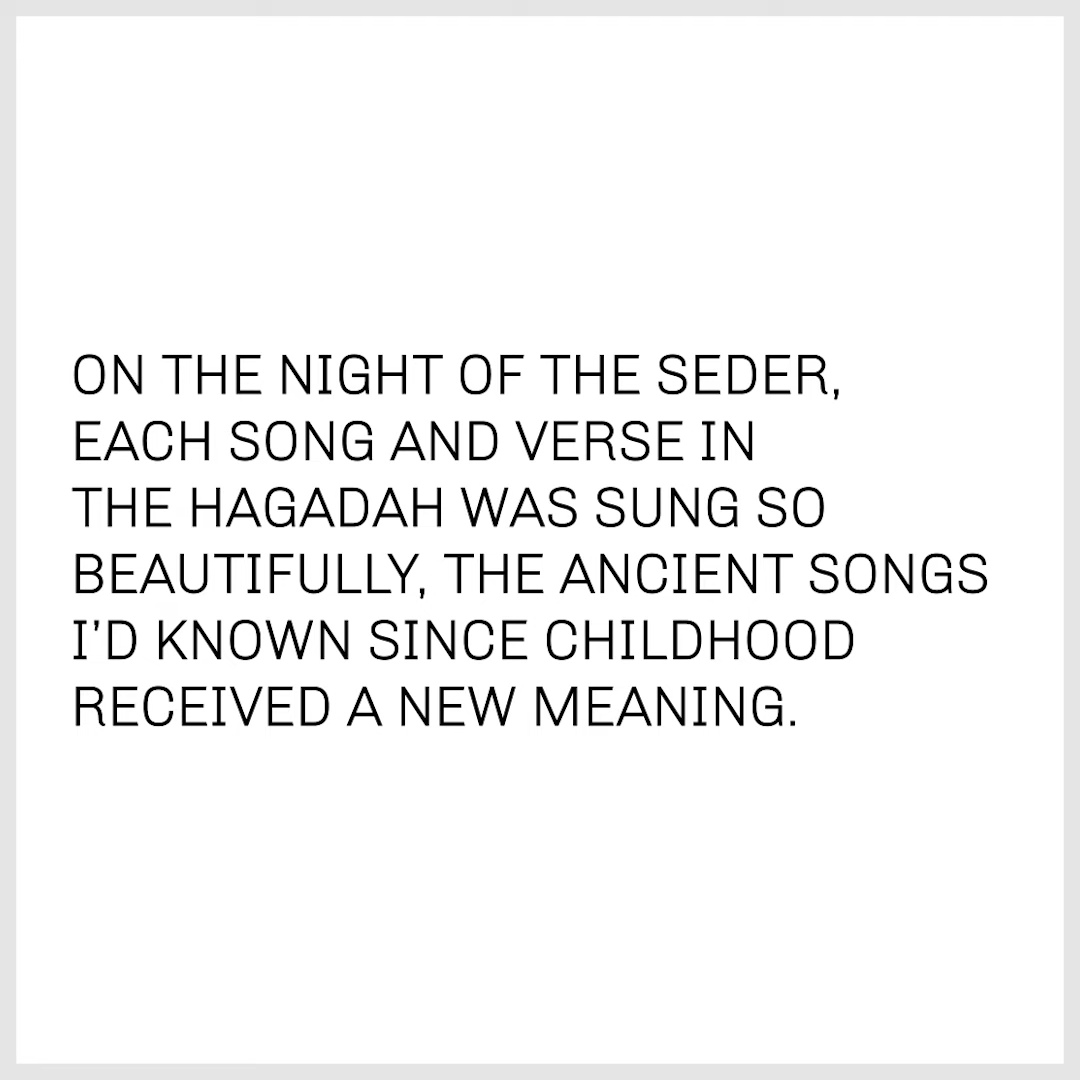 ON THE NIGHT OF THE SEDER,
EACH SONG AND VERSE IN
THE HAGADAH WAS SUNG SO
BEAUTIFULLY, THE ANCIENT SONGS
I’D KNOWN SINCE CHILDHOOD
RECEIVED A NEW MEANING.